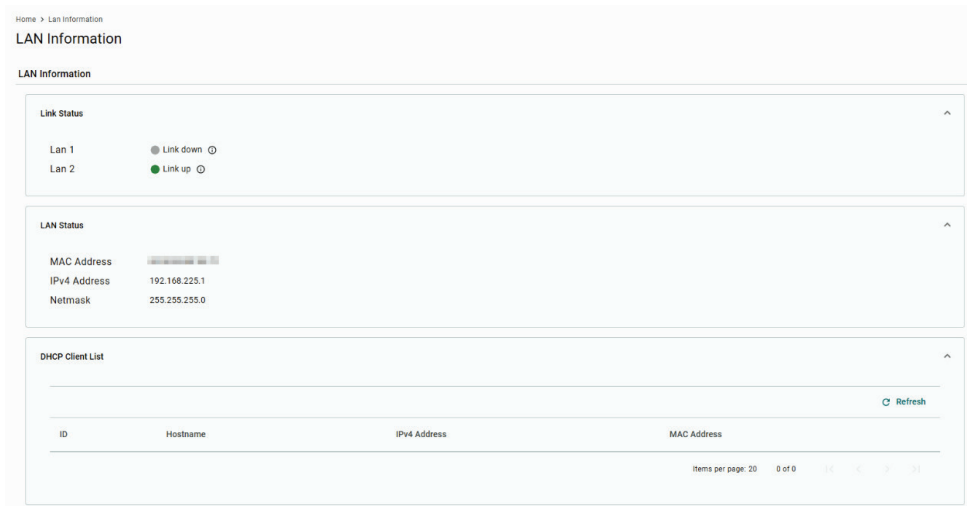 Home > Lan Information
LAN Information
LAN Information
Link Status
Lan 1 Link down
Lan 2 Link up
LAN Status
MAC Address
IPv4 Address 192.168.225.1
Netmask 255.255.255.0
DHCP Client List
Refresh
ID Hostname IPv4 Address MAC Address
Items per page: 20 0 of 0